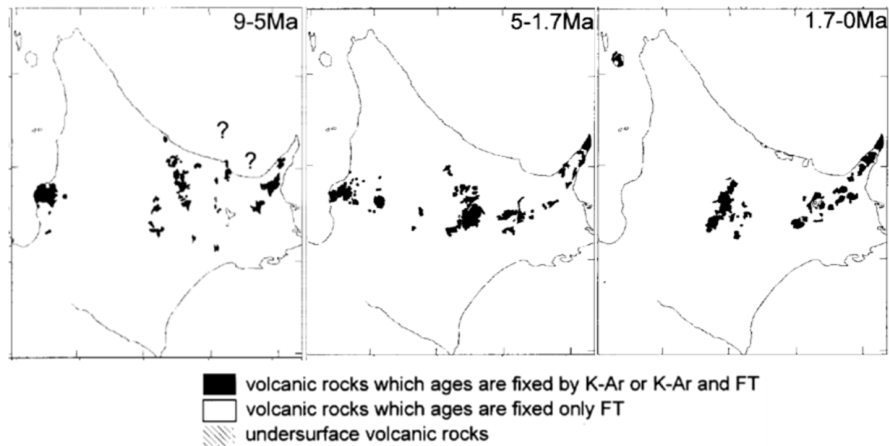 9-5Ma
5-1.7Ma
1.7-0Ma
?
?
volcanic rocks which ages are fixed by K-Ar or K-Ar and FT
volcanic rocks which ages are fixed only FT
undersurface volcanic rocks